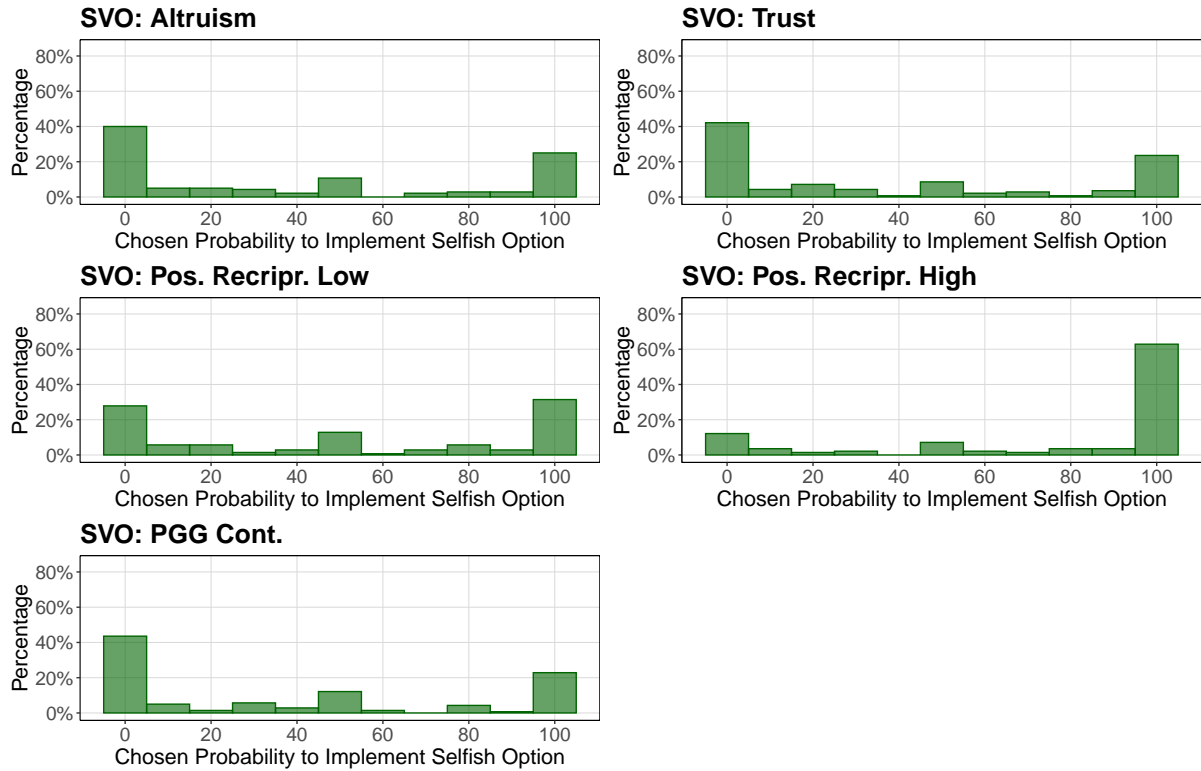 SVO: Altruism
80%
60%
40%
20%
0%
Percentage
0 20 40 60 80 100
Chosen Probability to Implement Selfish Option
SVO: Trust
80%
60%
40%
20%
0%
Percentage
0 20 40 60 80 100
Chosen Probability to Implement Selfish Option
SVO: Pos. Recripr. Low
80%
60%
40%
20%
0%
Percentage
0 20 40 60 80 100
Chosen Probability to Implement Selfish Option
SVO: Pos. Recripr. High
80%
60%
40%
20%
0%
Percentage
0 20 40 60 80 100
Chosen Probability to Implement Selfish Option
SVO: PGG Cont.
80%
60%
40%
20%
0%
Percentage
0 20 40 60 80 100
Chosen Probability to Implement Selfish Option